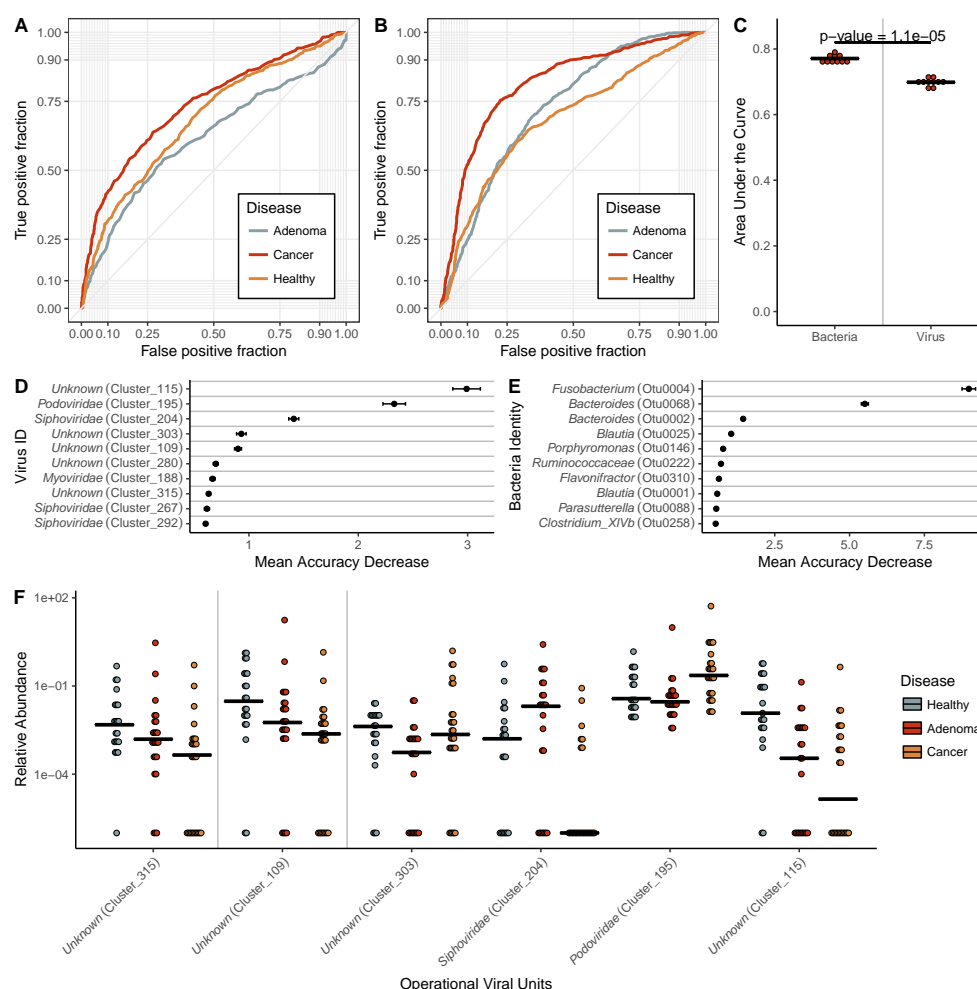 A
True positive fraction
1.00
0.90
0.75
0.50
0.25
0.10
0.00
0.00 0.10 0.25 0.50 0.75 0.90 1.00
False positive fraction
Disease
Adenoma
Cancer
Healthy
B
True positive fraction
1.00
0.90
0.75
0.50
0.25
0.10
0.00
0.00 0.10 0.25 0.50 0.75 0.90 1.00
False positive fraction
Disease
Adenoma
Cancer
Healthy
C
p−value = 1.1e−05
Area Under the Curve
0.8
0.6
0.4
0.2
0.0
Bacteria Virus
D
Virus ID
Unknown (Cluster_115)
Podoviridae (Cluster_195)
Siphoviridae (Cluster_204)
Unknown (Cluster_303)
Unknown (Cluster_109)
Unknown (Cluster_280)
Myoviridae (Cluster_188)
Unknown (Cluster_315)
Siphoviridae (Cluster_267)
Siphoviridae (Cluster_292)
1 2 3
Mean Accuracy Decrease
E
Bacteria Identity
Fusobacterium (Otu0004)
Bacteroides (Otu0068)
Bacteroides (Otu0002)
Blautia (Otu0025)
Porphyromonas (Otu0146)
Ruminococcaceae (Otu0222)
Flavonifractor (Otu0310)
Blautia (Otu0001)
Parasutterella (Otu0088)
Clostridium_XIVb (Otu0258)
2.5 5.0 7.5
Mean Accuracy Decrease
F
Relative Abundance
1e+02
1e−01
1e−04
Unknown (Cluster_315)
Unknown (Cluster_109)
Unknown (Cluster_303)
Siphoviridae (Cluster_204)
Podoviridae (Cluster_195)
Unknown (Cluster_115)
Operational Viral Units
Disease
Healthy
Adenoma
Cancer